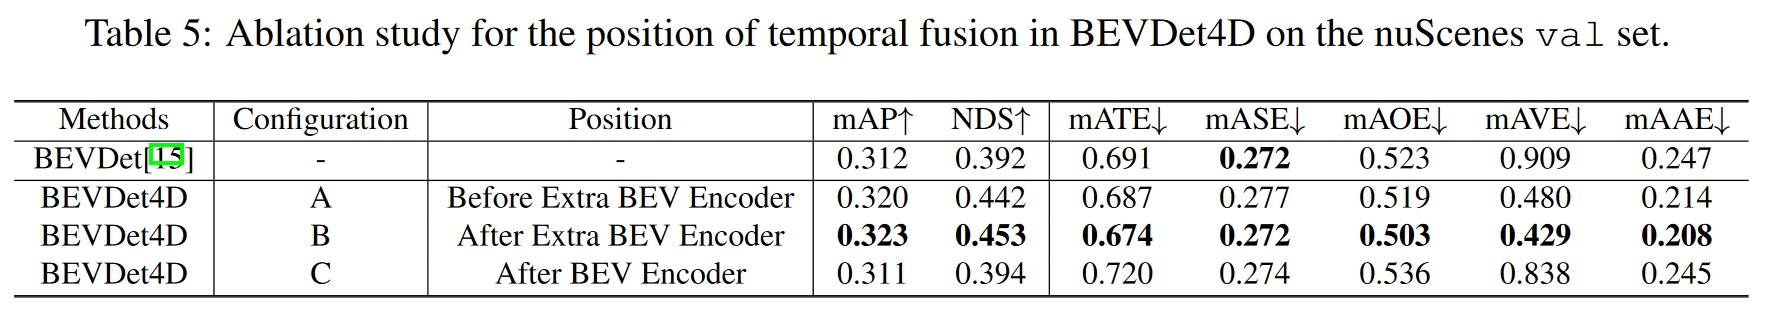 Table 5: Ablation study for the position of temporal fusion in BEVDet4D on the nuScenes val set.
Methods Configuration Position mAP↑ NDS↑ mATE↓ mASE↓ mAOE↓ mAVE↓ mAAE↓
BEVDet[15] - - 0.312 0.392 0.691 0.272 0.523 0.909 0.247
BEVDet4D A Before Extra BEV Encoder 0.320 0.442 0.687 0.277 0.519 0.480 0.214
BEVDet4D B After Extra BEV Encoder 0.323 0.453 0.674 0.272 0.503 0.429 0.208
BEVDet4D C After BEV Encoder 0.311 0.394 0.720 0.274 0.536 0.838 0.245